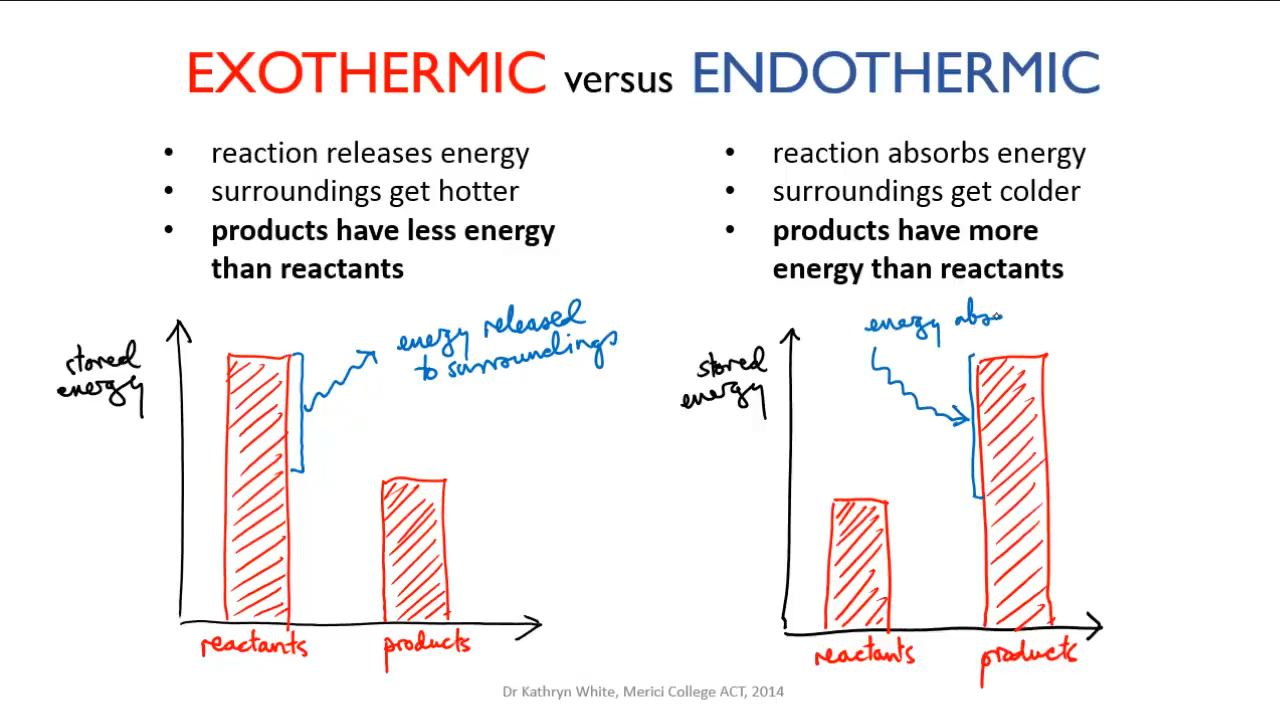 EXOTHERMIC versus ENDOTHERMIC
• reaction releases energy
• surroundings get hotter
• products have less energy
than reactants
• reaction absorbs energy
• surroundings get colder
• products have more
energy than reactants
stored
energy
energy released
to surroundings
reactants
products
stored
energy
energy abs
reactants
products
Dr Kathryn White, Merici College ACT, 2014